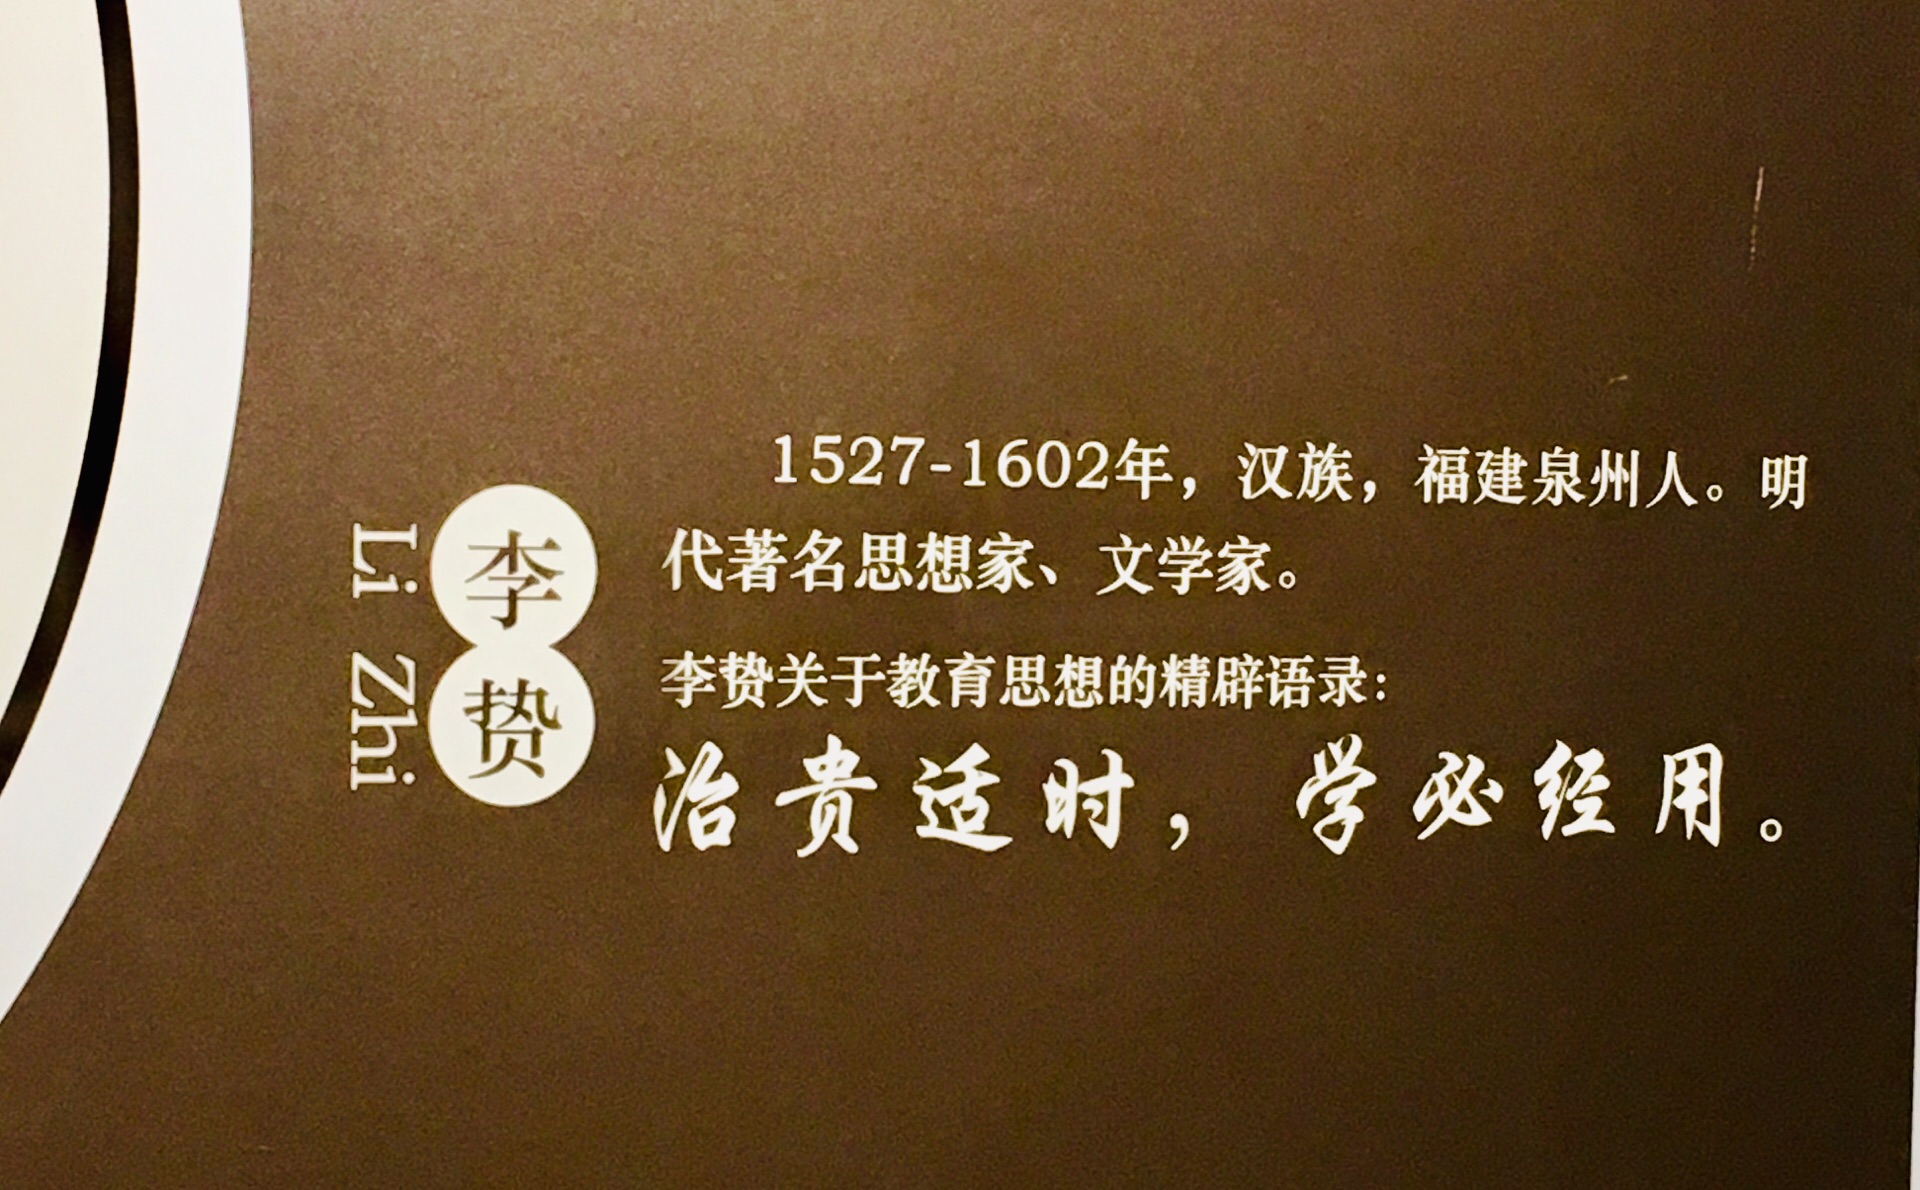 李贽
Li Zhi
1527-1602年，汉族，福建泉州人。明
代著名思想家、文学家。
李贽关于教育思想的精辟语录：
治贵适时，学必经用。